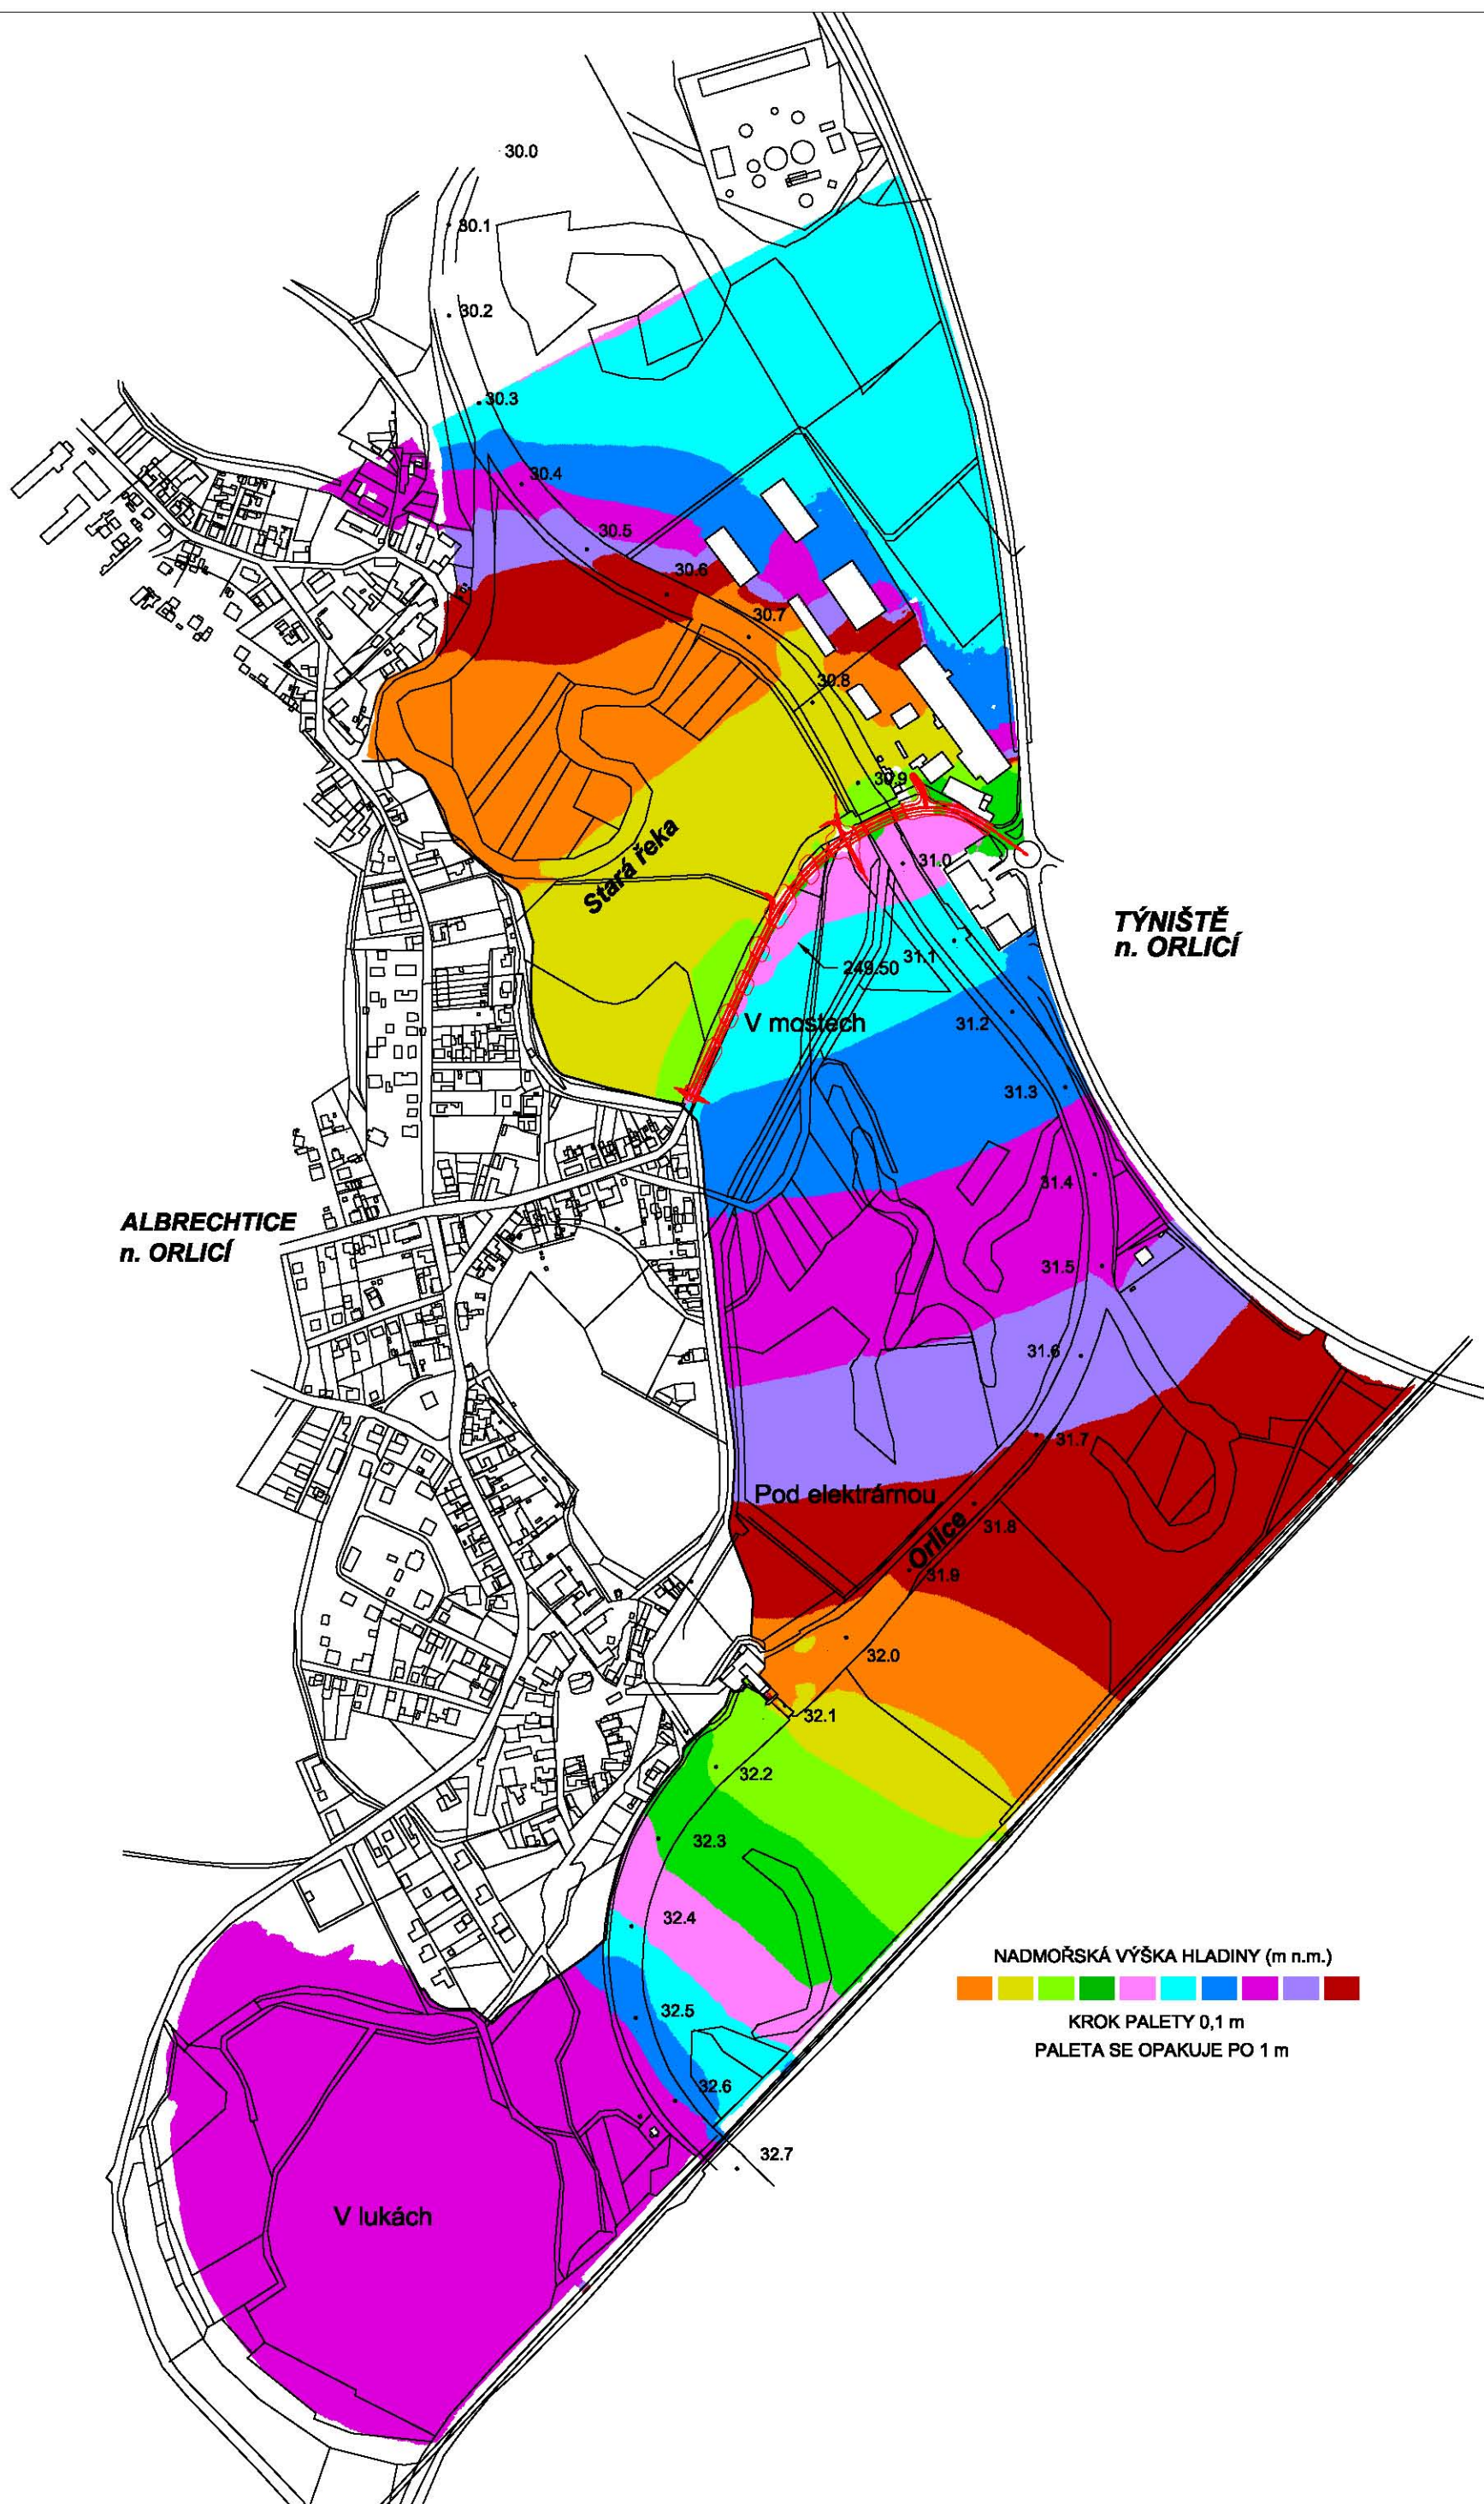 30.0
30.1
30.2
30.3
30.4
30.5
30.6
30.7
30.8
30.9
Stará řeka
31.0
TÝNIŠTĚ
n. ORLICÍ
31.1
249.50
V mostech
31.2
31.3
31.4
ALBRECHTICE
n. ORLICÍ
31.5
31.6
31.7
Pod elektrárnou
31.8
Orlice
31.9
32.0
32.1
32.2
32.3
32.4
NADMOŘSKÁ VÝŠKA HLADINY (m n.m.)
32.5
KROK PALETY 0,1 m
PALETA SE OPAKUJE PO 1 m
32.6
32.7
V lukách